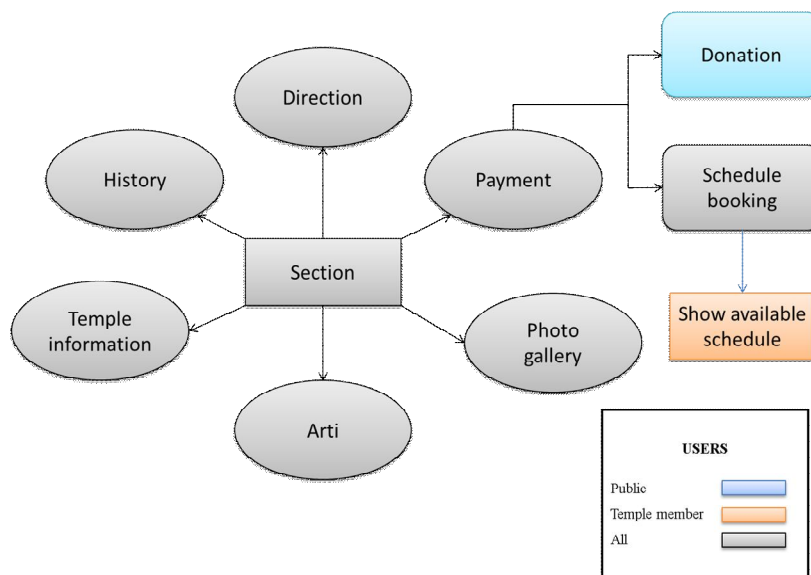 Donation
Direction
History
Payment
Schedule
booking
Section
Temple
information
Photo
gallery
Show available
schedule
Arti
USERS
Public
Temple member
All